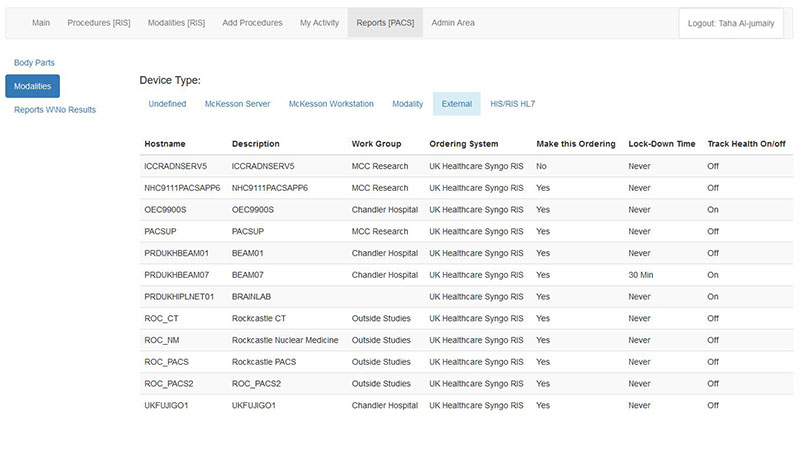 Main Procedures [RIS] Modalities [RIS] Add Procedures My Activity Reports [PACS] Admin Area Logout: Taha Al-jumaily
Body Parts
Modalities
Reports W\No Results
Device Type:
Undefined McKesson Server McKesson Workstation Modality External HIS/RIS HL7
Hostname Description Work Group Ordering System Make this Ordering Lock-Down Time Track Health On/off
ICCRADNSERV5 ICCRADNSERV5 MCC Research UK Healthcare Syngo RIS No Never Off
NHC9111PACSAPP6 NHC9111PACSAPP6 MCC Research UK Healthcare Syngo RIS Yes Never Off
OEC9900S OEC9900S Chandler Hospital UK Healthcare Syngo RIS Yes Never On
PACSUP PACSUP MCC Research UK Healthcare Syngo RIS Yes Never Off
PRDUKHBEAM01 BEAM01 Chandler Hospital UK Healthcare Syngo RIS Yes Never Off
PRDUKHBEAM07 BEAM07 Chandler Hospital UK Healthcare Syngo RIS Yes 30 Min On
PRDUKHIPLNET01 BRAINLAB UK Healthcare Syngo RIS Yes Never On
ROC_CT Rockcastle CT Outside Studies UK Healthcare Syngo RIS Yes Never Off
ROC_NM Rockcastle Nuclear Medicine Outside Studies UK Healthcare Syngo RIS Yes Never Off
ROC_PACS Rockcastle PACS Outside Studies UK Healthcare Syngo RIS Yes Never Off
ROC_PACS2 ROC_PACS2 Outside Studies UK Healthcare Syngo RIS Yes Never Off
UKFUJIGO1 UKFUJIGO1 Chandler Hospital UK Healthcare Syngo RIS Yes Never Off